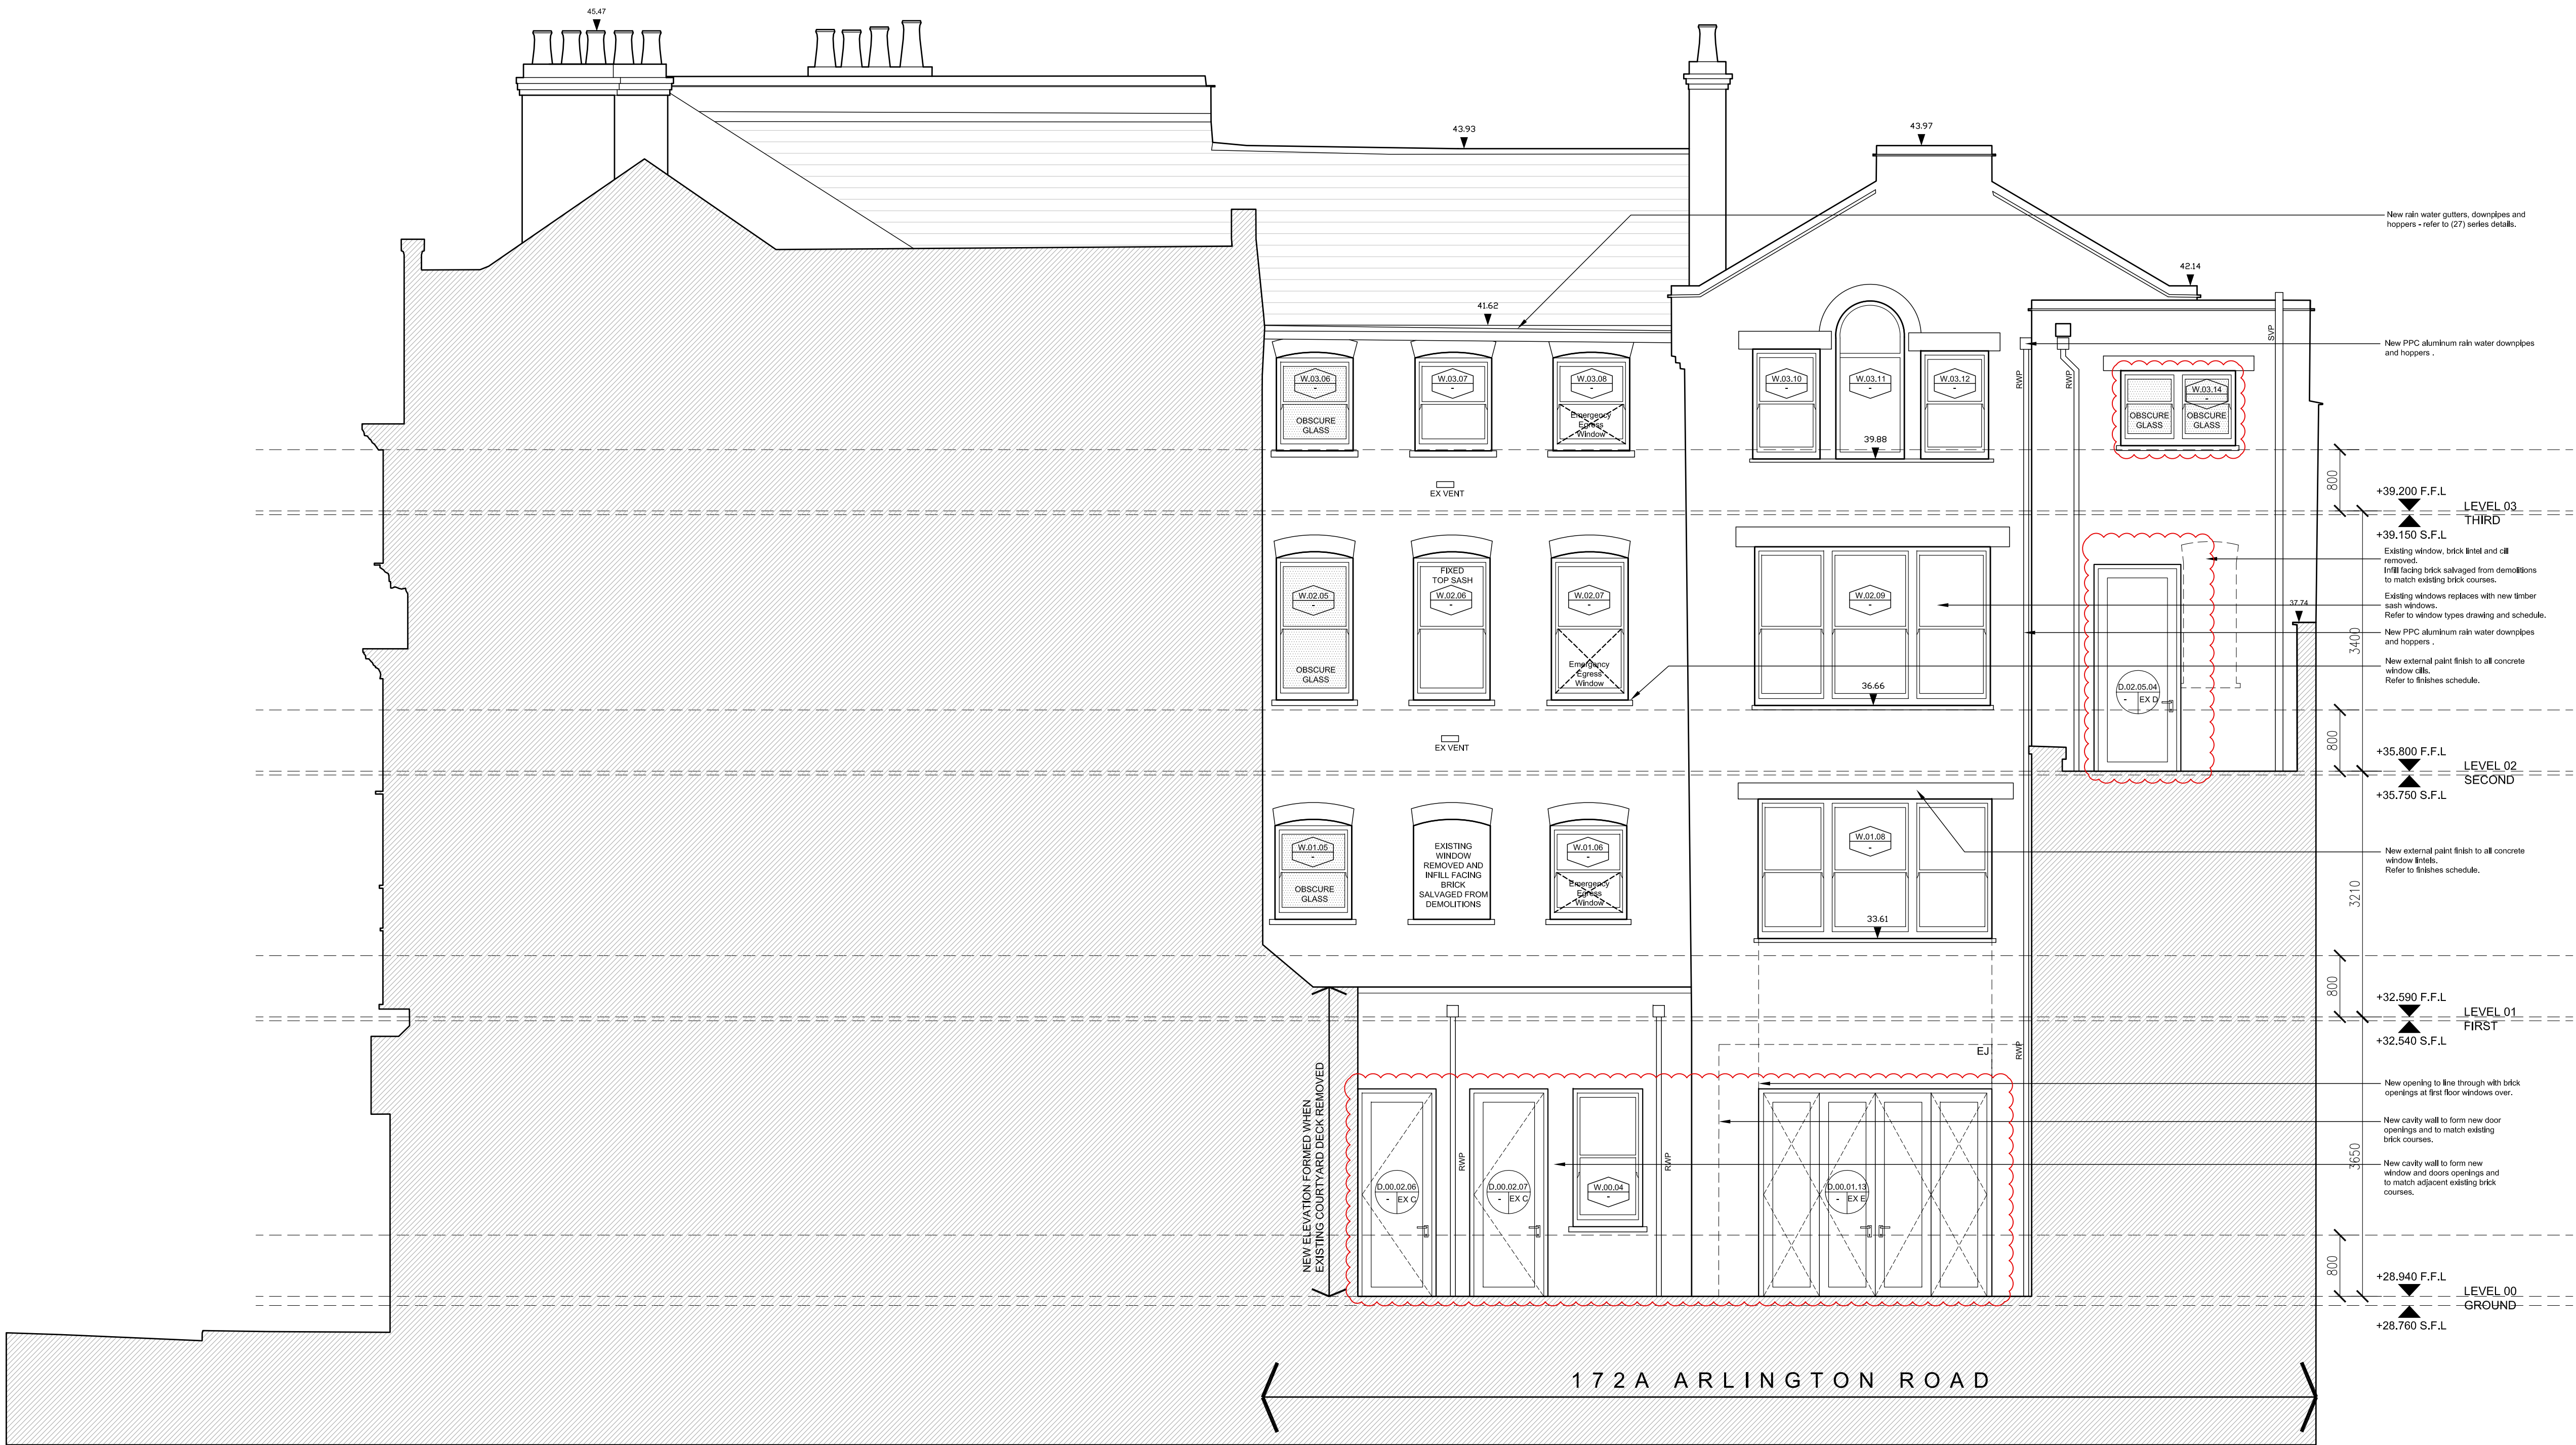 45.47
43.93
43.97
42.14
41.62
New rain water gutters, downpipes and
hoppers - refer to (27) series details.
New PPC aluminum rain water downpipes
and hoppers .
RWP
RWP
SVP
W.03.06
-
OBSCURE
GLASS
W.03.07
-
W.03.08
-
Emergency
Egress
Window
W.03.10
-
W.03.11
-
W.03.12
-
39.88
W.03.14
-
OBSCURE
GLASS
OBSCURE
GLASS
EX VENT
800
+39.200 F.F.L
LEVEL 03
THIRD
+39.150 S.F.L
Existing window, brick lintel and cill
removed.
Infill facing brick salvaged from demolitions
to match existing brick courses.
Existing windows replaces with new timber
sash windows.
Refer to window types drawing and schedule.
New PPC aluminum rain water downpipes
and hoppers .
New external paint finish to all concrete
window cills.
Refer to finishes schedule.
37.74
3400
W.02.05
-
OBSCURE
GLASS
FIXED
TOP SASH
W.02.06
-
W.02.07
-
Emergency
Egress
Window
W.02.09
-
36.66
D.02.05.04
- EX D
EX VENT
800
+35.800 F.F.L
LEVEL 02
SECOND
+35.750 S.F.L
W.01.05
-
OBSCURE
GLASS
EXISTING
WINDOW
REMOVED AND
INFILL FACING
BRICK
SALVAGED FROM
DEMOLITIONS
W.01.06
-
Emergency
Egress
Window
W.01.08
-
33.61
New external paint finish to all concrete
window lintels.
Refer to finishes schedule.
3210
800
+32.590 F.F.L
LEVEL 01
FIRST
+32.540 S.F.L
NEW ELEVATION FORMED WHEN
EXISTING COURTYARD DECK REMOVED
EJ
RWP
New opening to line through with brick
openings at first floor windows over.
New cavity wall to form new door
openings and to match existing
brick courses.
New cavity wall to form new
window and doors openings and
to match adjacent existing brick
courses.
3650
D.00.02.06
- EX C
RWP
D.00.02.07
- EX C
W.00.04
-
RWP
D.00.01.13
- EX E
800
+28.940 F.F.L
LEVEL 00
GROUND
+28.760 S.F.L
172A ARLINGTON ROAD